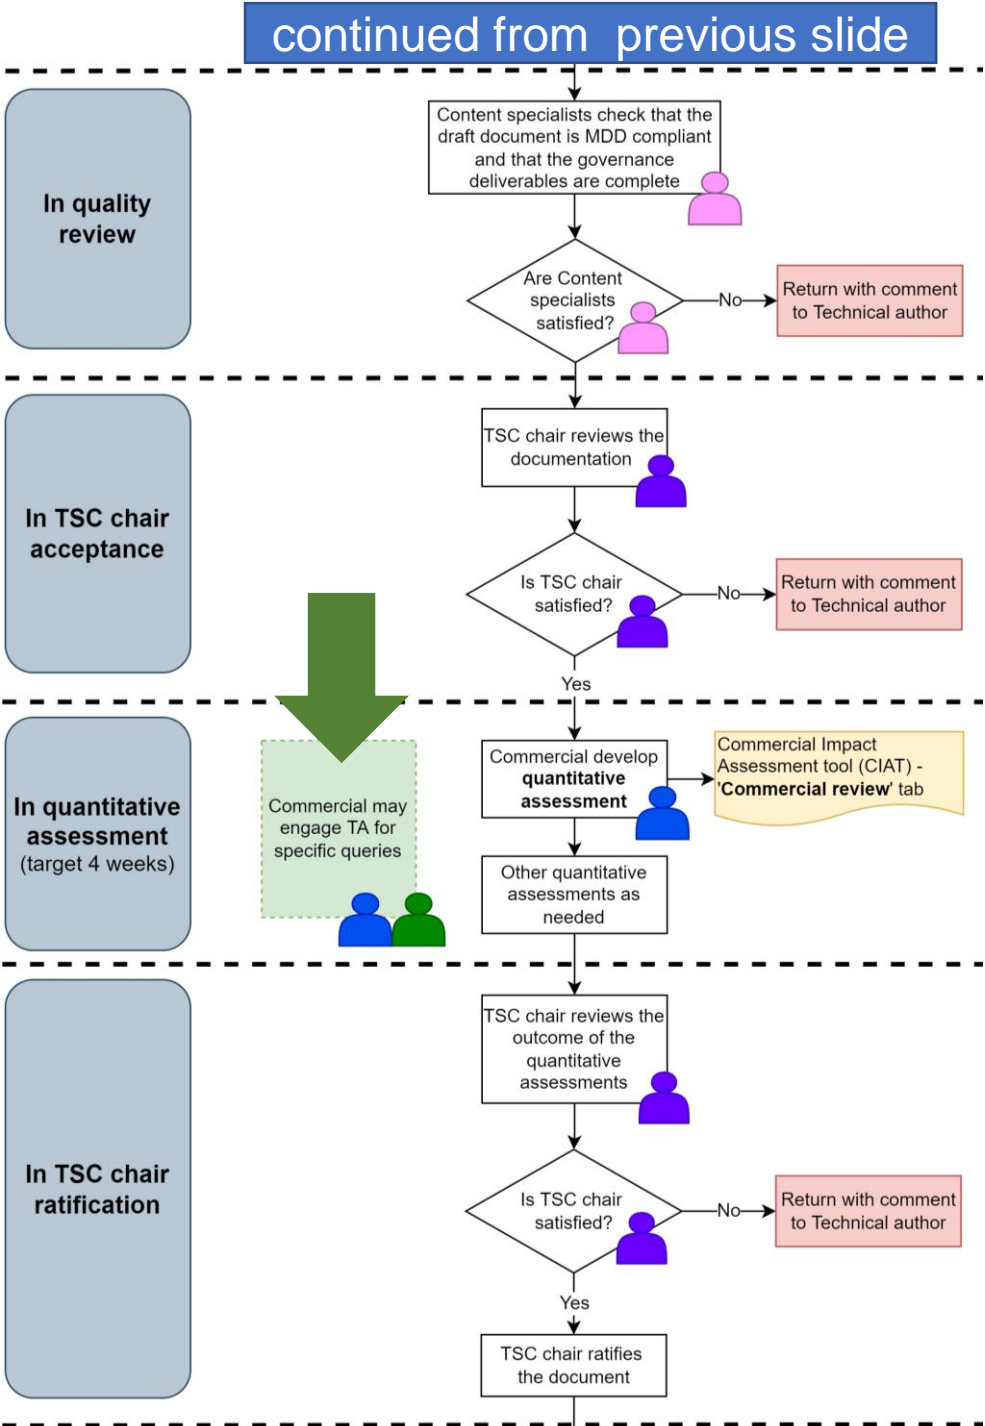 continued from previous slide
In quality
review
Content specialists check that the
draft document is MDD compliant
and that the governance
deliverables are complete
Are Content
specialists
satisfied?
No
Return with comment
to Technical author
In TSC chair
acceptance
TSC chair reviews the
documentation
Is TSC chair
satisfied?
No
Return with comment
to Technical author
Yes
In quantitative
assessment
(target 4 weeks)
Commercial may
engage TA for
specific queries
Commercial develop
quantitative
assessment
Commercial Impact
Assessment tool (CIAT) -
'Commercial review' tab
Other quantitative
assessments as
needed
In TSC chair
ratification
TSC chair reviews the
outcome of the
quantitative
assessments
Is TSC chair
satisfied?
No
Return with comment
to Technical author
Yes
TSC chair ratifies
the document